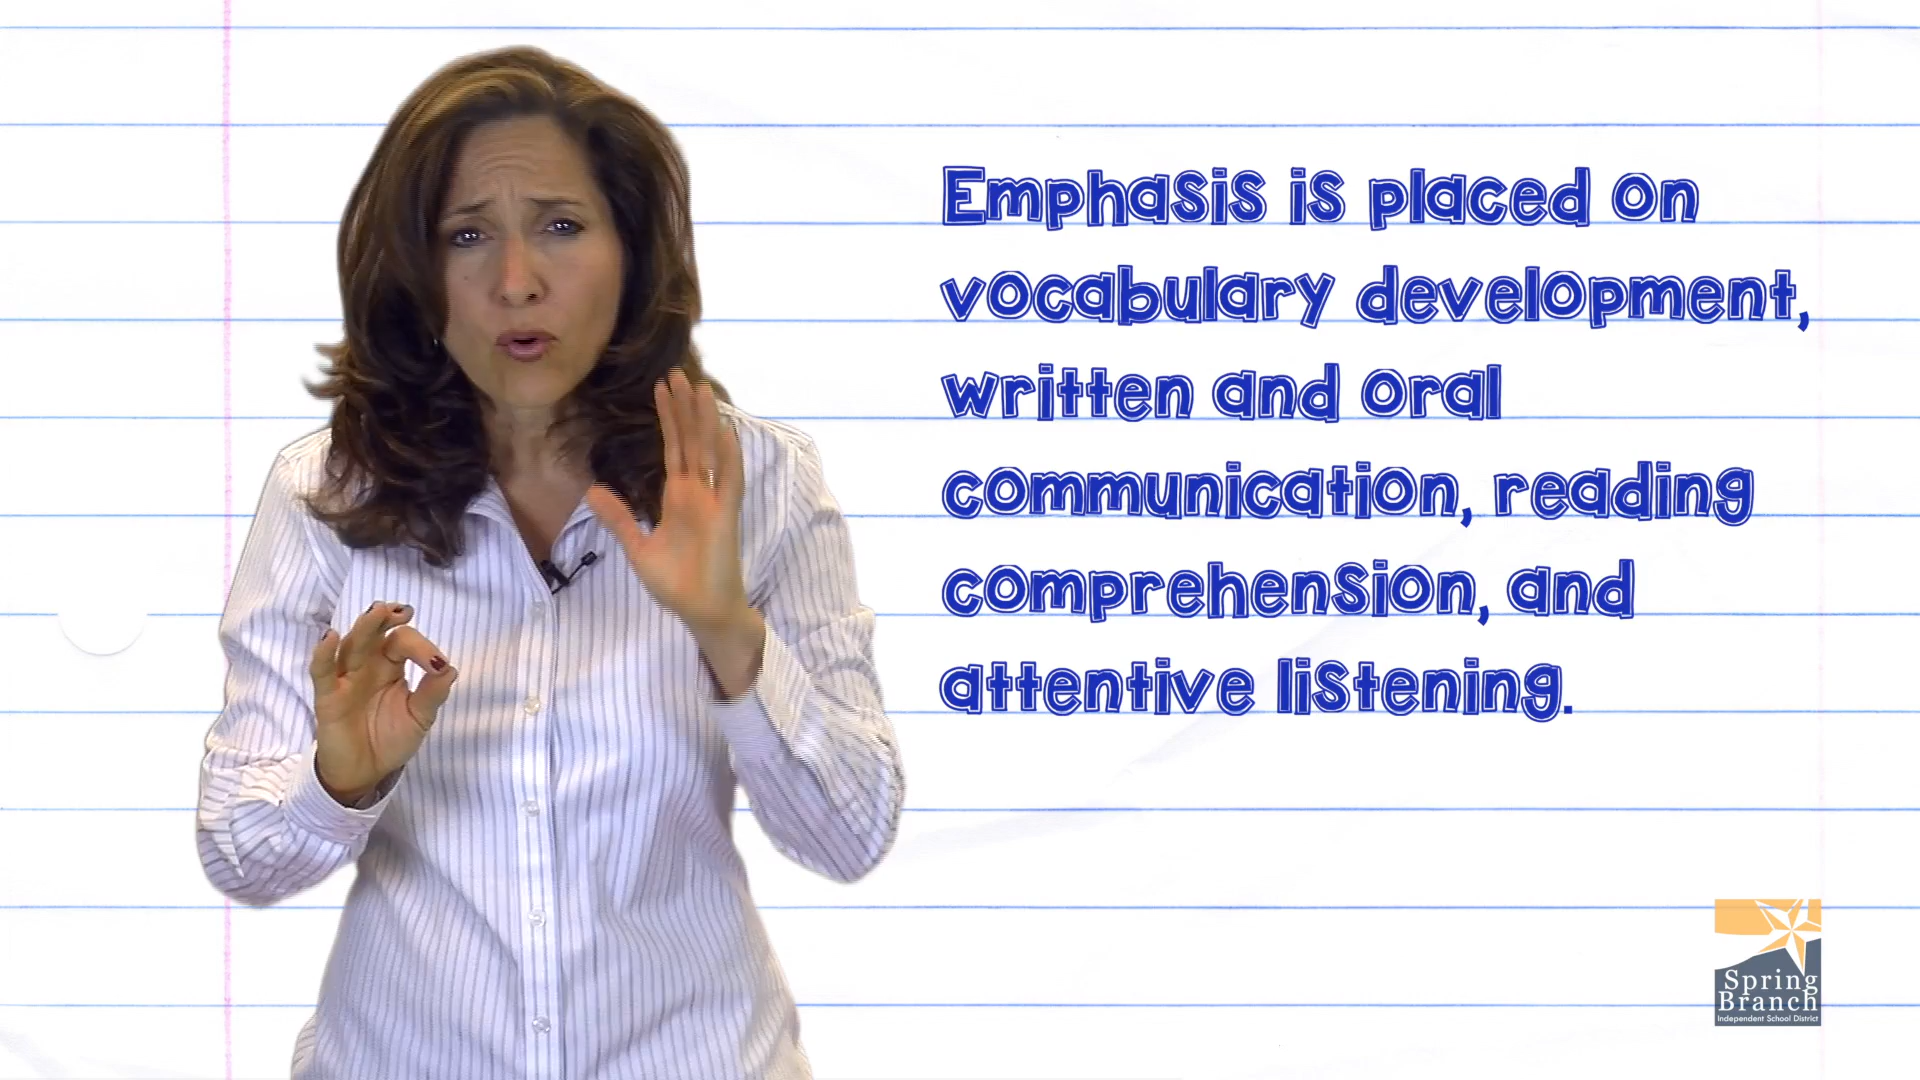 Emphasis is placed on
vocabulary development,
written and oral
communication, reading
comprehension, and
attentive listening.
Spring
Branch
Independent School District